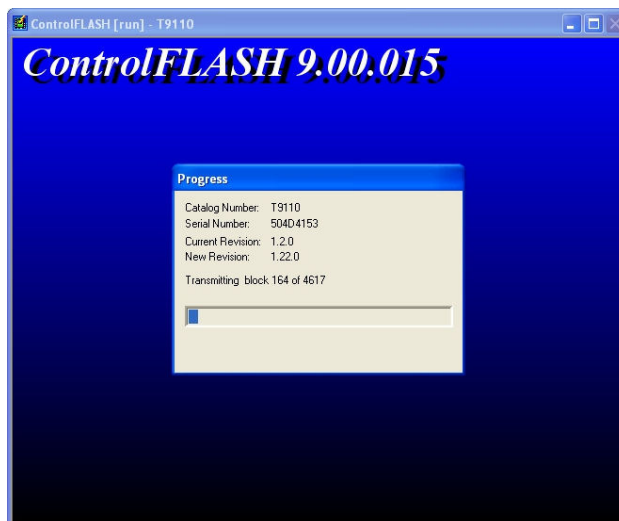 ControlFLASH [run] - T9110
ControlFLASH 9.00.015
Progress
Catalog Number: T9110
Serial Number: 504D4153
Current Revision: 1.2.0
New Revision: 1.22.0
Transmitting block 164 of 4617